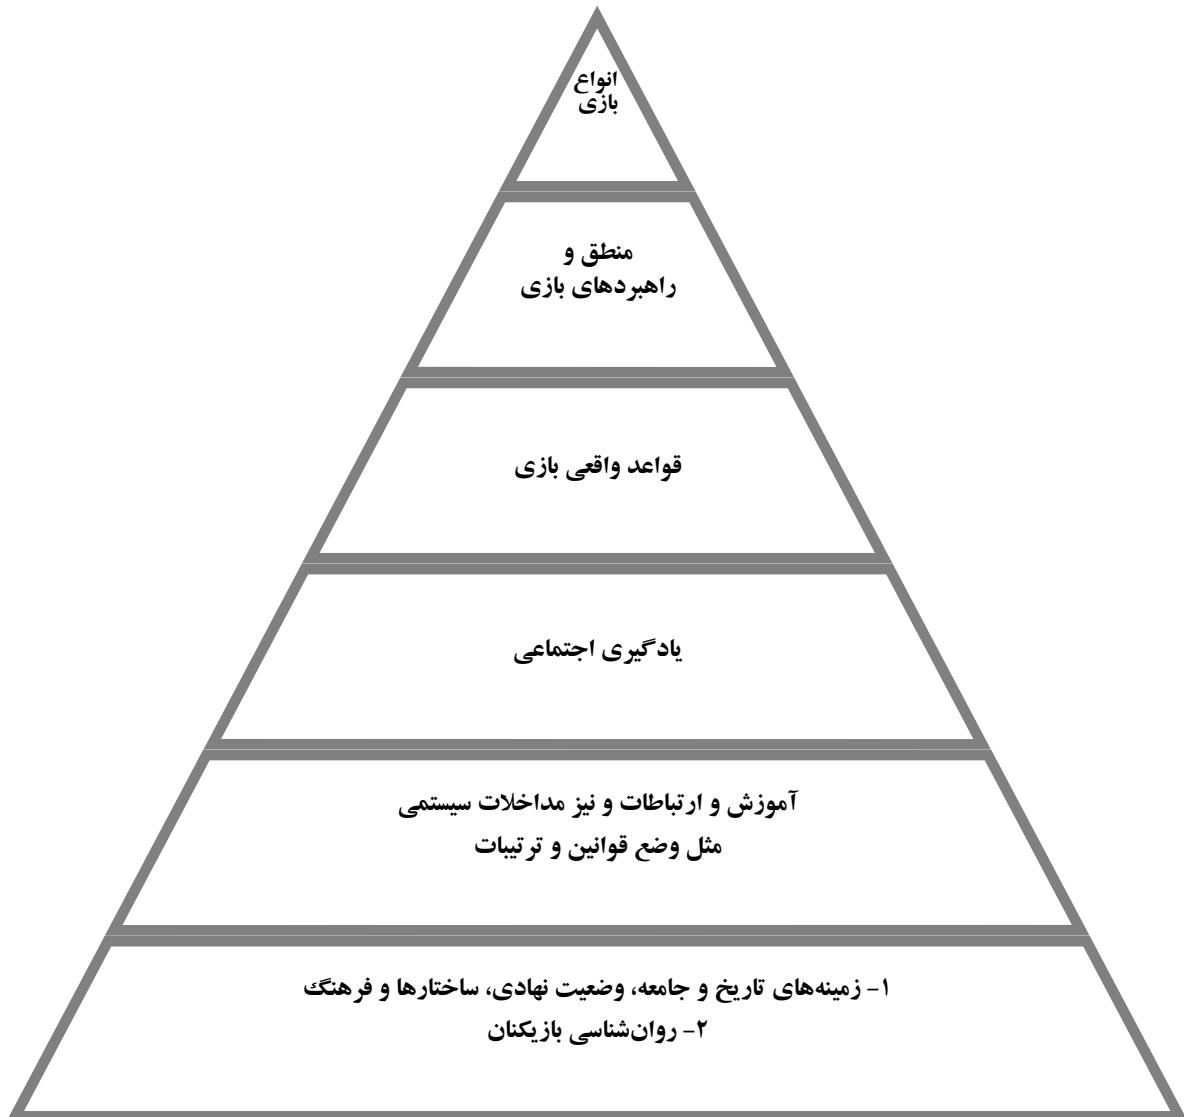 انواع
بازی
منطق و
راهبردهای بازی
قواعد واقعی بازی
یادگیری اجتماعی
آموزش و ارتباطات و نیز مداخلات سیستمی
مثل وضع قوانین و ترتیبات
۱- زمینه‌های تاریخ و جامعه، وضعیت نهادی، ساختارها و فرهنگ
۲- روان‌شناسی بازیکنان